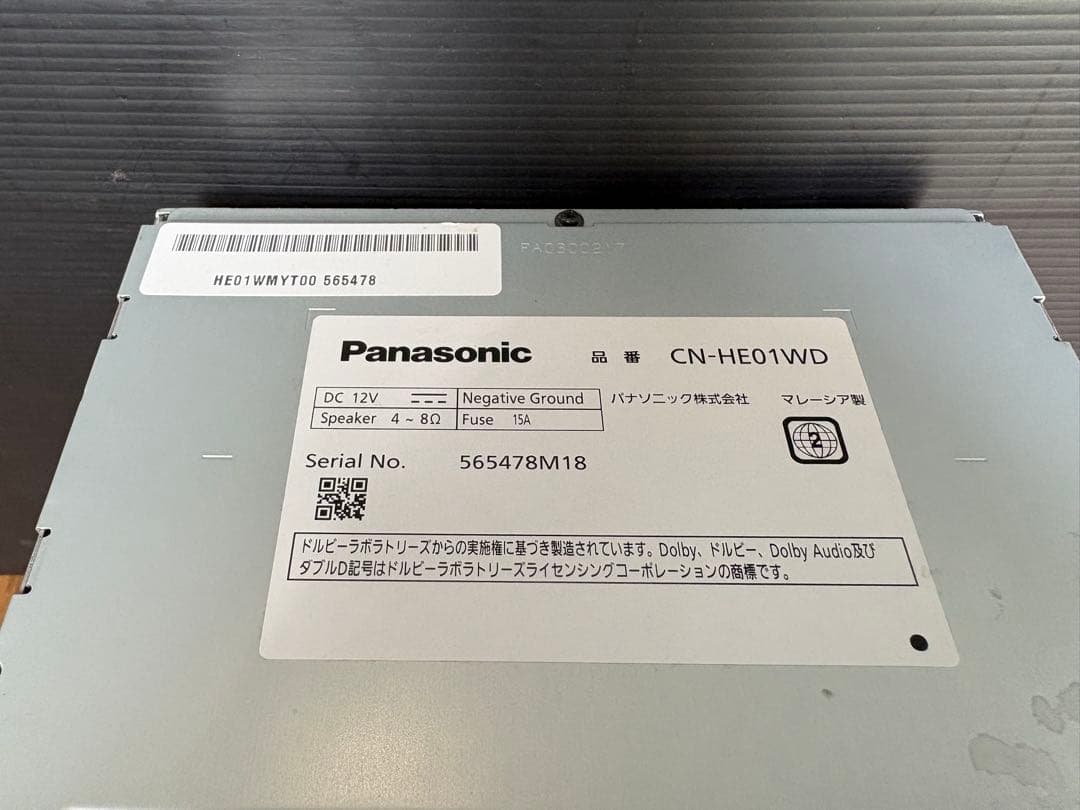 HE01WMYT00 565478
Panasonic 品番 CN-HE01WD
DC 12V Negative Ground パナソニック株式会社 マレーシア製
Speaker 4 ~ 8Ω Fuse 15A
2
Serial No. 565478M18
ドルビーラボラトリーズからの実施権に基づき製造されています。Dolby、ドルビー、Dolby Audio及び
ダブルD記号はドルビーラボラトリーズライセンシングコーポレーションの商標です。